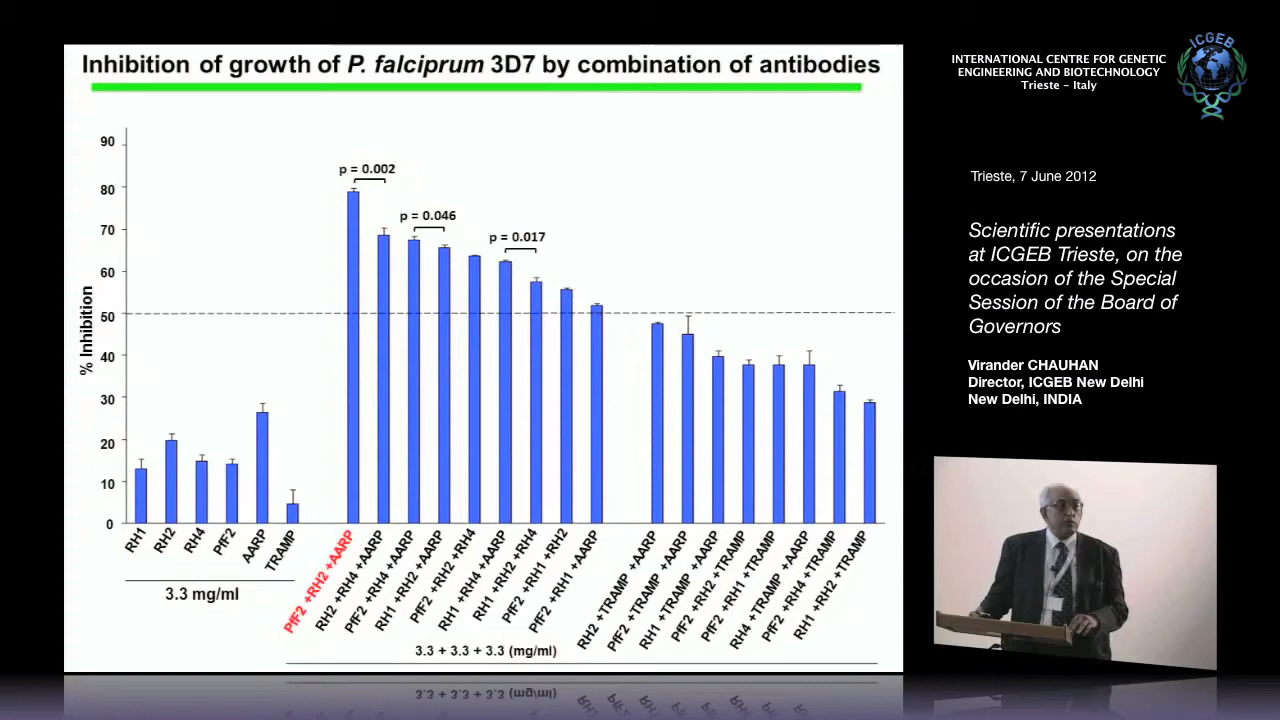 Inhibition of growth of P. falciprum 3D7 by combination of antibodies
% Inhibition
90
80
70
60
50
40
30
20
10
0
p = 0.002
p = 0.046
p = 0.017
RH1
RH2
RH4
PfF2
AARP
TRAMP
3.3 mg/ml
PfF2 +RH2 +AARP
RH2 +RH4 +AARP
PfF2 +RH4 +AARP
RH1 +RH2 +AARP
PfF2 +RH2 +RH4
RH1 +RH4 +AARP
RH1 +RH2 +RH4
PfF2 +RH1 +RH2
PfF2 +RH1 +AARP
RH2 +TRAMP +AARP
PfF2 +TRAMP +AARP
RH1 +TRAMP +AARP
PfF2 +RH2 +TRAMP
PfF2 +RH1 +TRAMP
RH4 +TRAMP +AARP
PfF2 +RH4 +TRAMP
RH1 +RH2 +TRAMP
3.3 + 3.3 + 3.3 (mg/ml)
INTERNATIONAL CENTRE FOR GENETIC
ENGINEERING AND BIOTECHNOLOGY
Trieste - Italy
ICGEB
Trieste, 7 June 2012
Scientific presentations
at ICGEB Trieste, on the
occasion of the Special
Session of the Board of
Governors
Virander CHAUHAN
Director, ICGEB New Delhi
New Delhi, INDIA